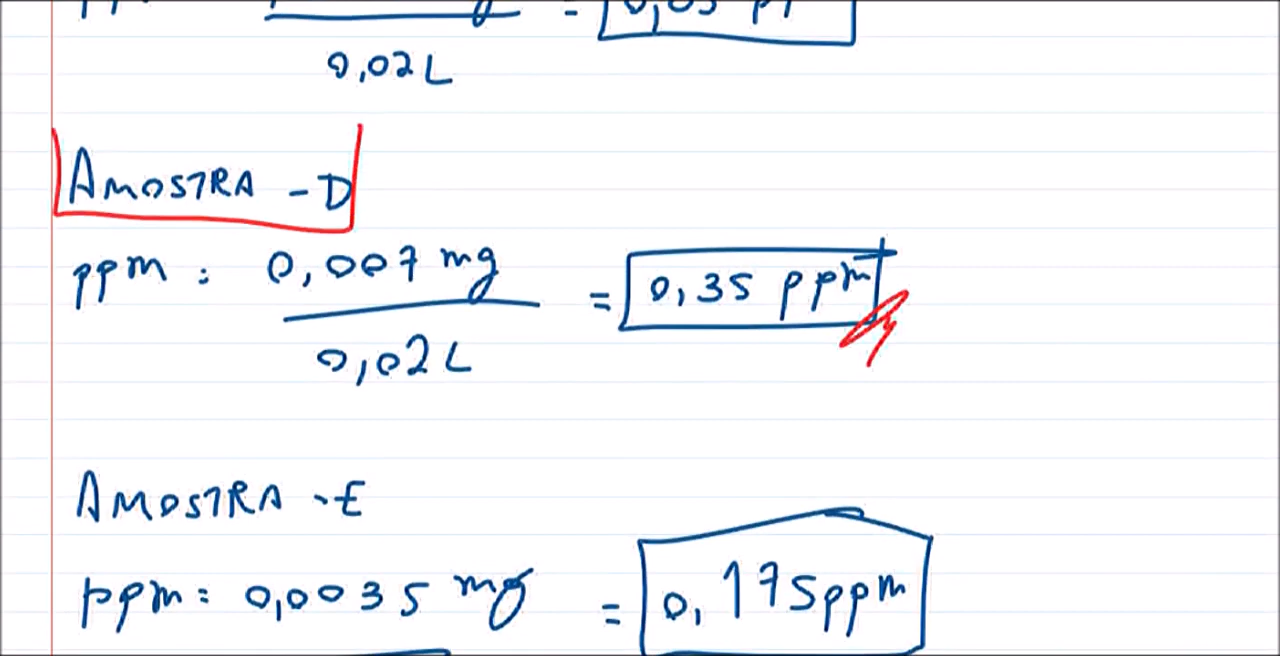 0,02L
AMOSTRA - D
ppm : 0,007 mg
= 0,35 ppm
0,02L
AMOSTRA - E
ppm: 0,0035 mg = 0,175ppm